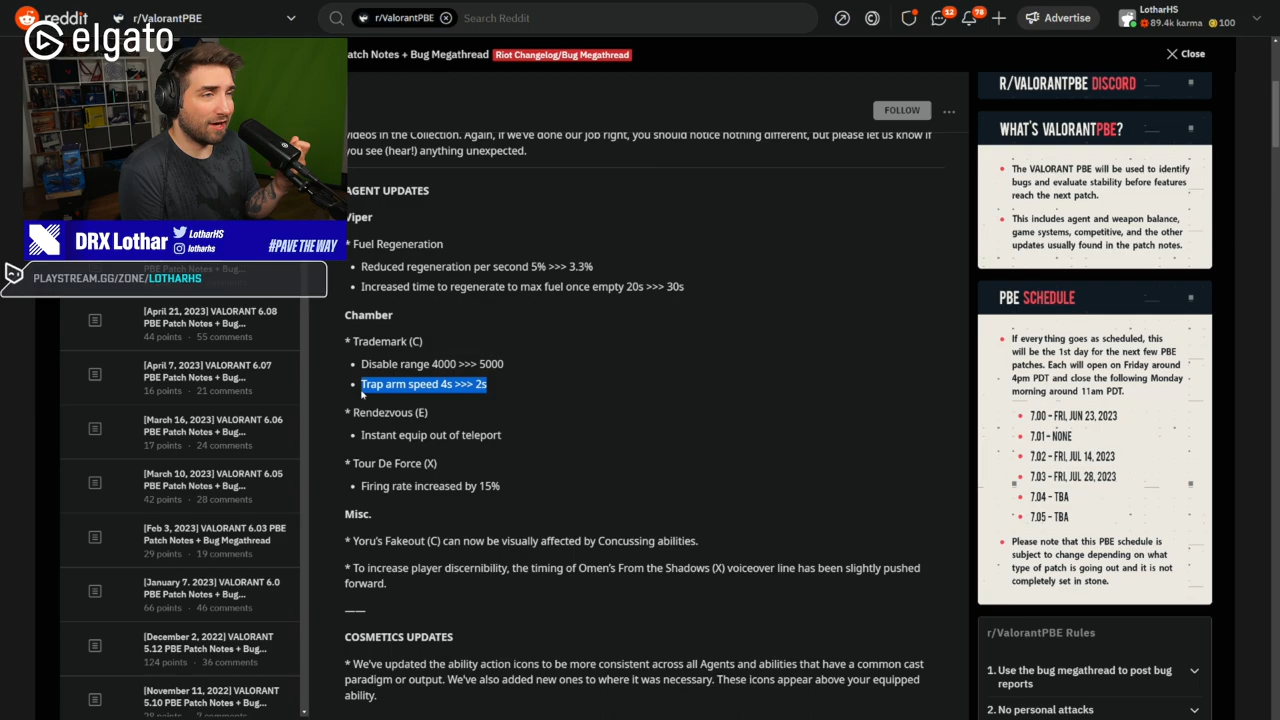 reddit
r/ValorantPBE
r/ValorantPBE
Search Reddit
12
78
Advertise
LotharHS
89.4k karma
100
elgato
atch Notes + Bug Megathread
Riot Changelog/Bug Megathread
Close
FOLLOW
videos in the Collection. Again, if we've done our job right, you should notice nothing different, but please let us know if
you see (hear!) anything unexpected.
AGENT UPDATES
Viper
* Fuel Regeneration
• Reduced regeneration per second 5% >>> 3.3%
• Increased time to regenerate to max fuel once empty 20s >>> 30s
Chamber
* Trademark (C)
• Disable range 4000 >>> 5000
• Trap arm speed 4s >>> 2s
* Rendezvous (E)
• Instant equip out of teleport
* Tour De Force (X)
• Firing rate increased by 15%
Misc.
* Yoru's Fakeout (C) can now be visually affected by Concussing abilities.
* To increase player discernibility, the timing of Omen's From the Shadows (X) voiceover line has been slightly pushed
forward.
——
COSMETICS UPDATES
* We've updated the ability action icons to be more consistent across all Agents and abilities that have a common cast
paradigm or output. We've also added new ones to where it was necessary. These icons appear above your equipped
ability.
DRX Lothar
LotharHS
lotharhs
#PAVETHEWAY
PLAYSTREAM.GG/ZONE/LOTHARHS
PBE Patch Notes + Bug...
[April 21, 2023] VALORANT 6.08
PBE Patch Notes + Bug...
44 points · 55 comments
[April 7, 2023] VALORANT 6.07
PBE Patch Notes + Bug...
16 points · 21 comments
[March 16, 2023] VALORANT 6.06
PBE Patch Notes + Bug...
17 points · 24 comments
[March 10, 2023] VALORANT 6.05
PBE Patch Notes + Bug...
42 points · 28 comments
[Feb 3, 2023] VALORANT 6.03 PBE
Patch Notes + Bug Megathread
29 points · 19 comments
[January 7. 2023] VALORANT 6.0
PBE Patch Notes + Bug...
66 points · 46 comments
[December 2, 2022] VALORANT
5.12 PBE Patch Notes + Bug...
124 points · 36 comments
[November 11, 2022] VALORANT
5.10 PBE Patch Notes + Bug...
comments
R/VALORANTPBE DISCORD
WHAT'S VALORANTPBE?
• The VALORANT PBE will be used to identify
bugs and evaluate stability before features
reach the next patch.
• This includes agent and weapon balance,
game systems, competitive, and the other
updates usually found in the patch notes.
PBE SCHEDULE
• If everything goes as scheduled, this
will be the 1st day for the next few PBE
patches. Each will open on Friday around
4pm PDT and close the following Monday
morning around 11am PDT.
• 7.00 - FRI, JUN 23, 2023
• 7.01 - NONE
• 7.02 - FRI, JUL 14, 2023
• 7.03 - FRI, JUL 28, 2023
• 7.04 - TBA
• 7.05 - TBA
• Please note that this PBE schedule is
subject to change depending on what
type of patch is going out and it is not
completely set in stone.
r/ValorantPBE Rules
1. Use the bug megathread to post bug
reports
2. No personal attacks